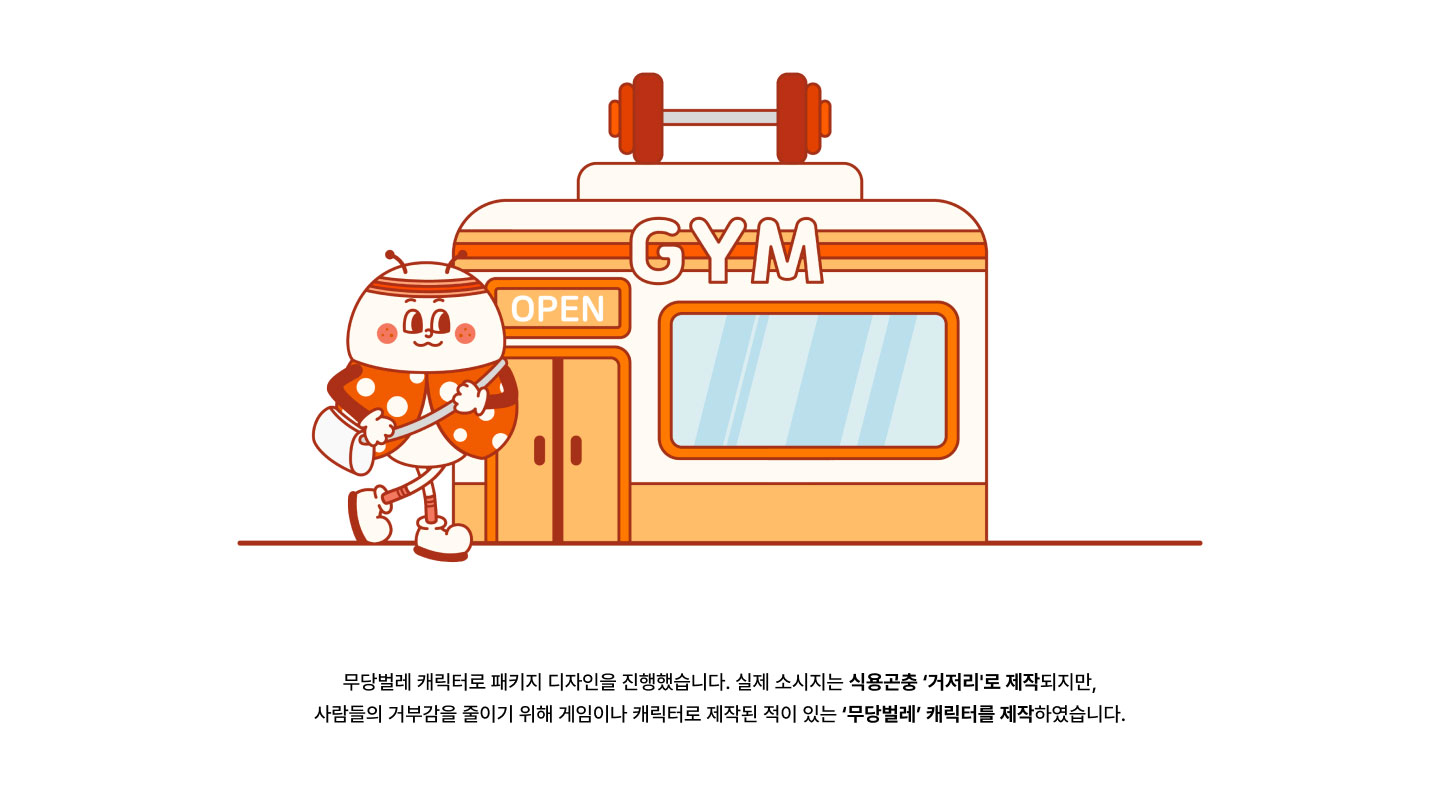 GYM
OPEN
무당벌레 캐릭터로 패키지 디자인을 진행했습니다. 실제 소시지는 식용곤충 ‘거저리'로 제작되지만,
사람들의 거부감을 줄이기 위해 게임이나 캐릭터로 제작된 적이 있는 ‘무당벌레’ 캐릭터를 제작하였습니다.